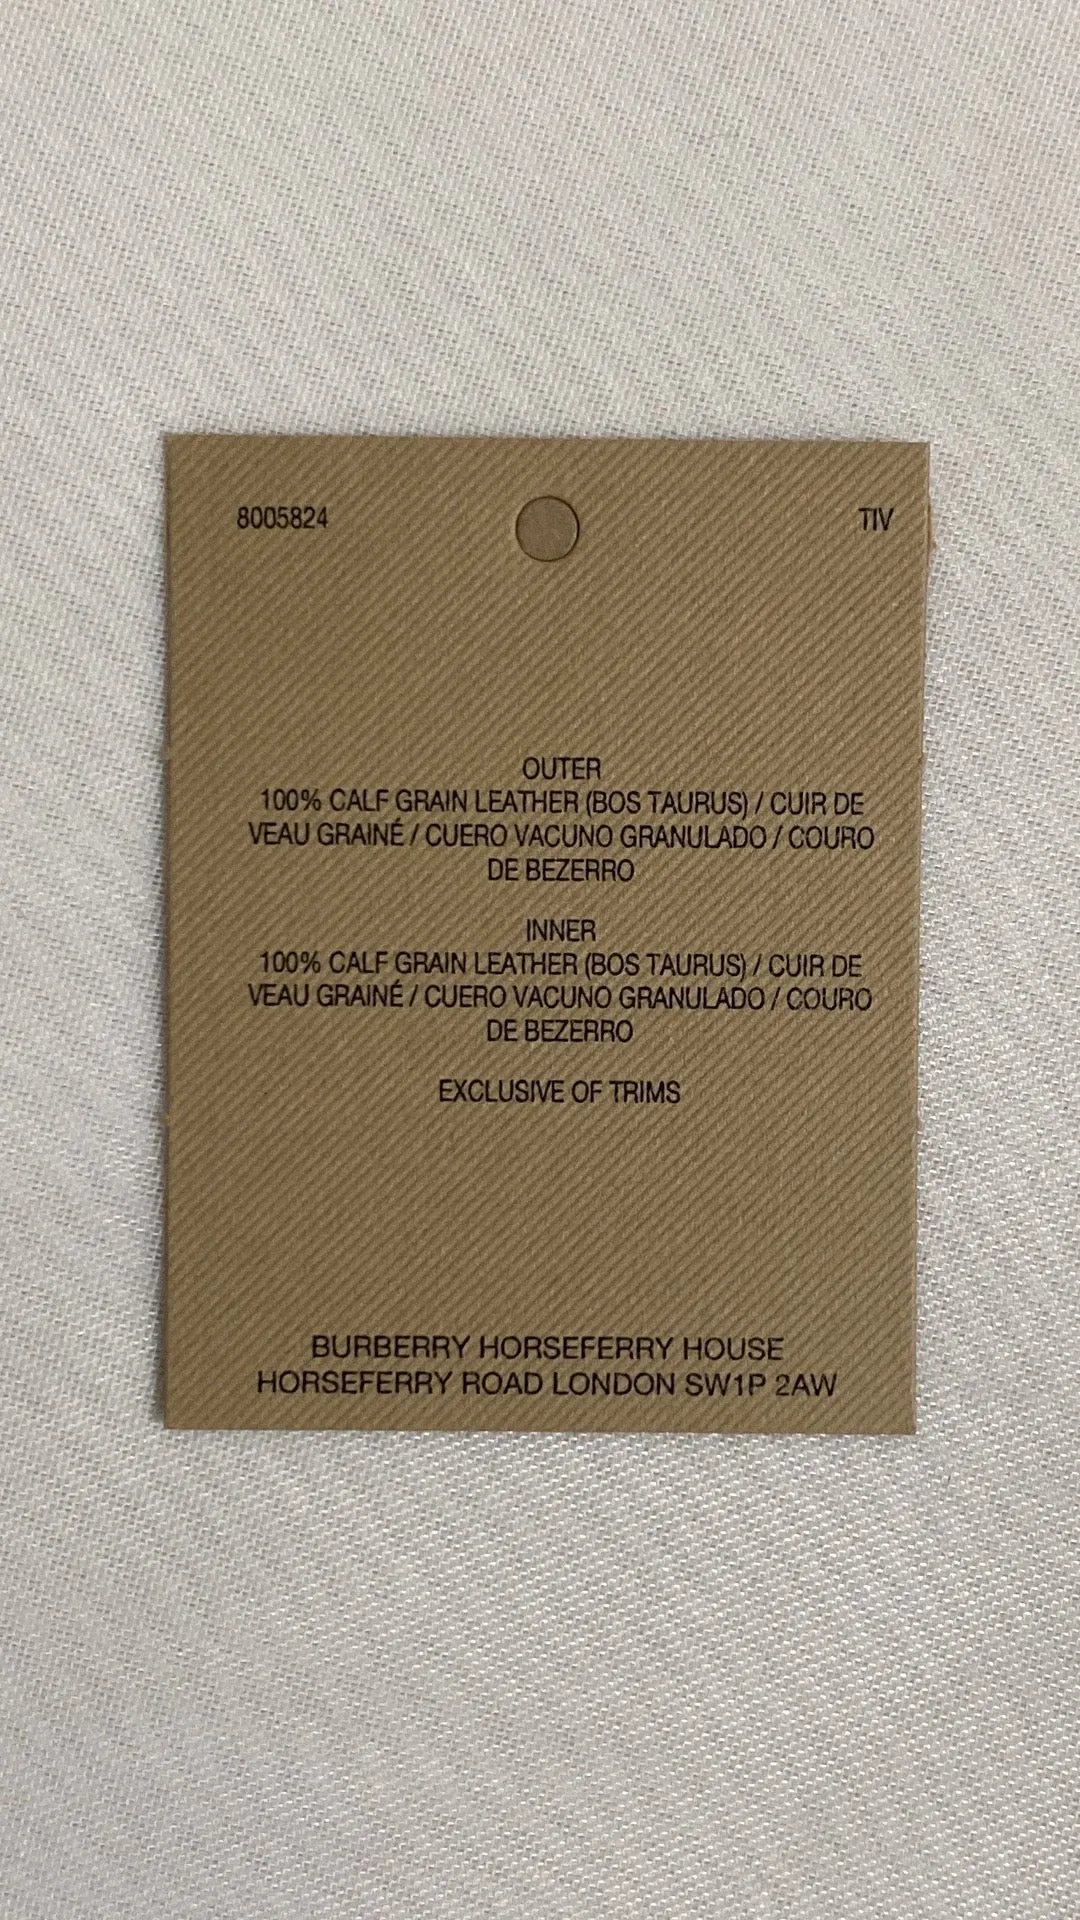 8005824 TIV
OUTER
100% CALF GRAIN LEATHER (BOS TAURUS) / CUIR DE
VEAU GRAINÉ / CUERO VACUNO GRANULADO / COURO
DE BEZERRO
INNER
100% CALF GRAIN LEATHER (BOS TAURUS) / CUIR DE
VEAU GRAINÉ / CUERO VACUNO GRANULADO / COURO
DE BEZERRO
EXCLUSIVE OF TRIMS
BURBERRY HORSEFERRY HOUSE
HORSEFERRY ROAD LONDON SW1P 2AW